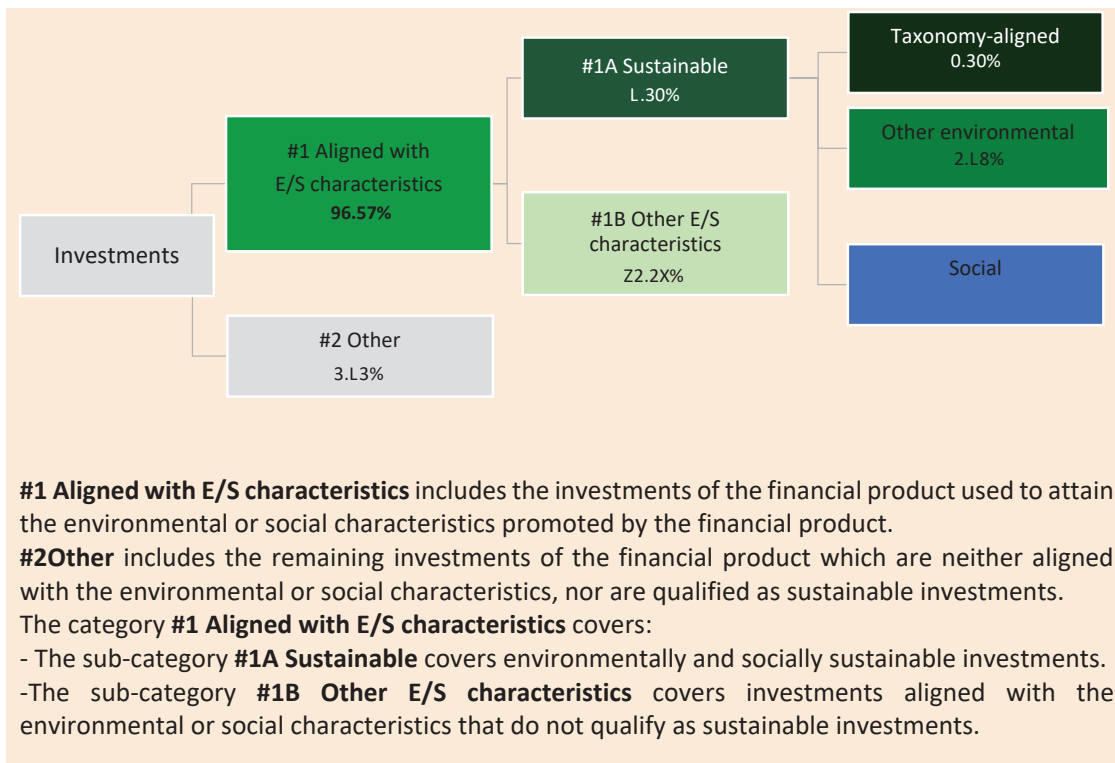 Investments
#1 Aligned with
E/S characteristics
96.57%
#2 Other
3.L3%
#1A Sustainable
L.30%
#1B Other E/S
characteristics
Z2.2X%
Taxonomy-aligned
0.30%
Other environmental
2.L8%
Social
#1 Aligned with E/S characteristics includes the investments of the financial product used to attain
the environmental or social characteristics promoted by the financial product.
#2Other includes the remaining investments of the financial product which are neither aligned
with the environmental or social characteristics, nor are qualified as sustainable investments.
The category #1 Aligned with E/S characteristics covers:
- The sub-category #1A Sustainable covers environmentally and socially sustainable investments.
-The sub-category #1B Other E/S characteristics covers investments aligned with the
environmental or social characteristics that do not qualify as sustainable investments.